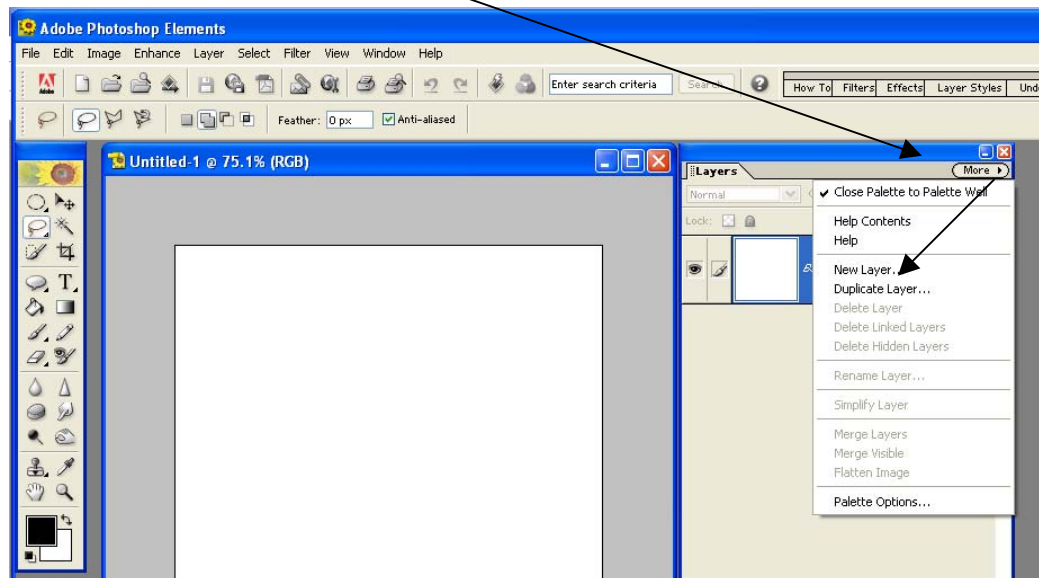 Adobe Photoshop Elements
File Edit Image Enhance Layer Select Filter View Window Help
Adobe
Enter search criteria Search How To Filters Effects Layer Styles
Feather: 0 px Anti-aliased
Untitled-1 @ 75.1% (RGB)
Layers More
Normal
Lock:
Close Palette to Palette Well
Help Contents
Help
New Layer...
Duplicate Layer...
Delete Layer
Delete Linked Layers
Delete Hidden Layers
Rename Layer...
Simplify Layer
Merge Layers
Merge Visible
Flatten Image
Palette Options...
T